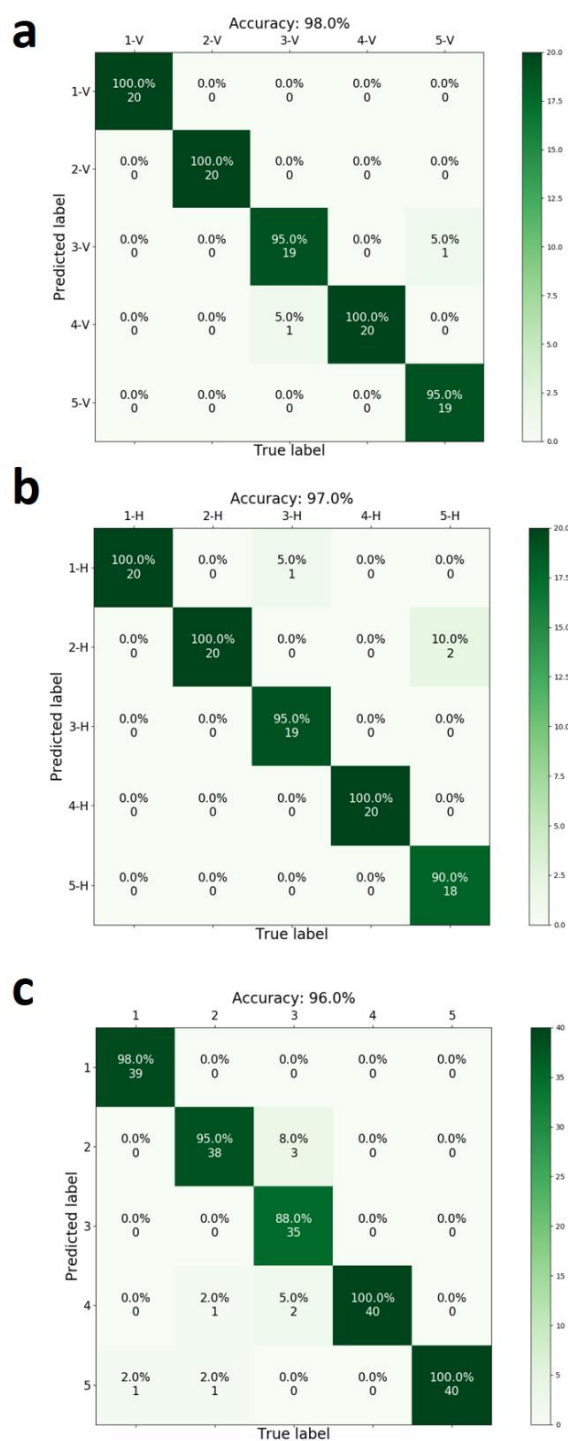 a
Accuracy: 98.0%
1-V 2-V 3-V 4-V 5-V
20.0
17.5
15.0
12.5
10.0
7.5
5.0
2.5
0.0
Predicted label
1-V 100.0% 0.0% 0.0% 0.0% 0.0%
20 0 0 0 0
2-V 0.0% 100.0% 0.0% 0.0% 0.0%
0 20 0 0 0
3-V 0.0% 0.0% 95.0% 0.0% 5.0%
0 0 19 0 1
4-V 0.0% 0.0% 5.0% 100.0% 0.0%
0 0 1 20 0
5-V 0.0% 0.0% 0.0% 0.0% 95.0%
0 0 0 0 19
True label
b
Accuracy: 97.0%
1-H 2-H 3-H 4-H 5-H
20.0
17.5
15.0
12.5
10.0
7.5
5.0
2.5
0.0
Predicted label
1-H 100.0% 0.0% 5.0% 0.0% 0.0%
20 0 1 0 0
2-H 0.0% 100.0% 0.0% 0.0% 10.0%
0 20 0 0 2
3-H 0.0% 0.0% 95.0% 0.0% 0.0%
0 0 19 0 0
4-H 0.0% 0.0% 0.0% 100.0% 0.0%
0 0 0 20 0
5-H 0.0% 0.0% 0.0% 0.0% 90.0%
0 0 0 0 18
True label
c
Accuracy: 96.0%
1 2 3 4 5
40
35
30
25
20
15
10
5
0
Predicted label
1 98.0% 0.0% 0.0% 0.0% 0.0%
39 0 0 0 0
2 0.0% 95.0% 8.0% 0.0% 0.0%
0 38 3 0 0
3 0.0% 0.0% 88.0% 0.0% 0.0%
0 0 35 0 0
4 0.0% 2.0% 5.0% 100.0% 0.0%
0 1 2 40 0
5 2.0% 2.0% 0.0% 0.0% 100.0%
1 1 0 0 40
True label